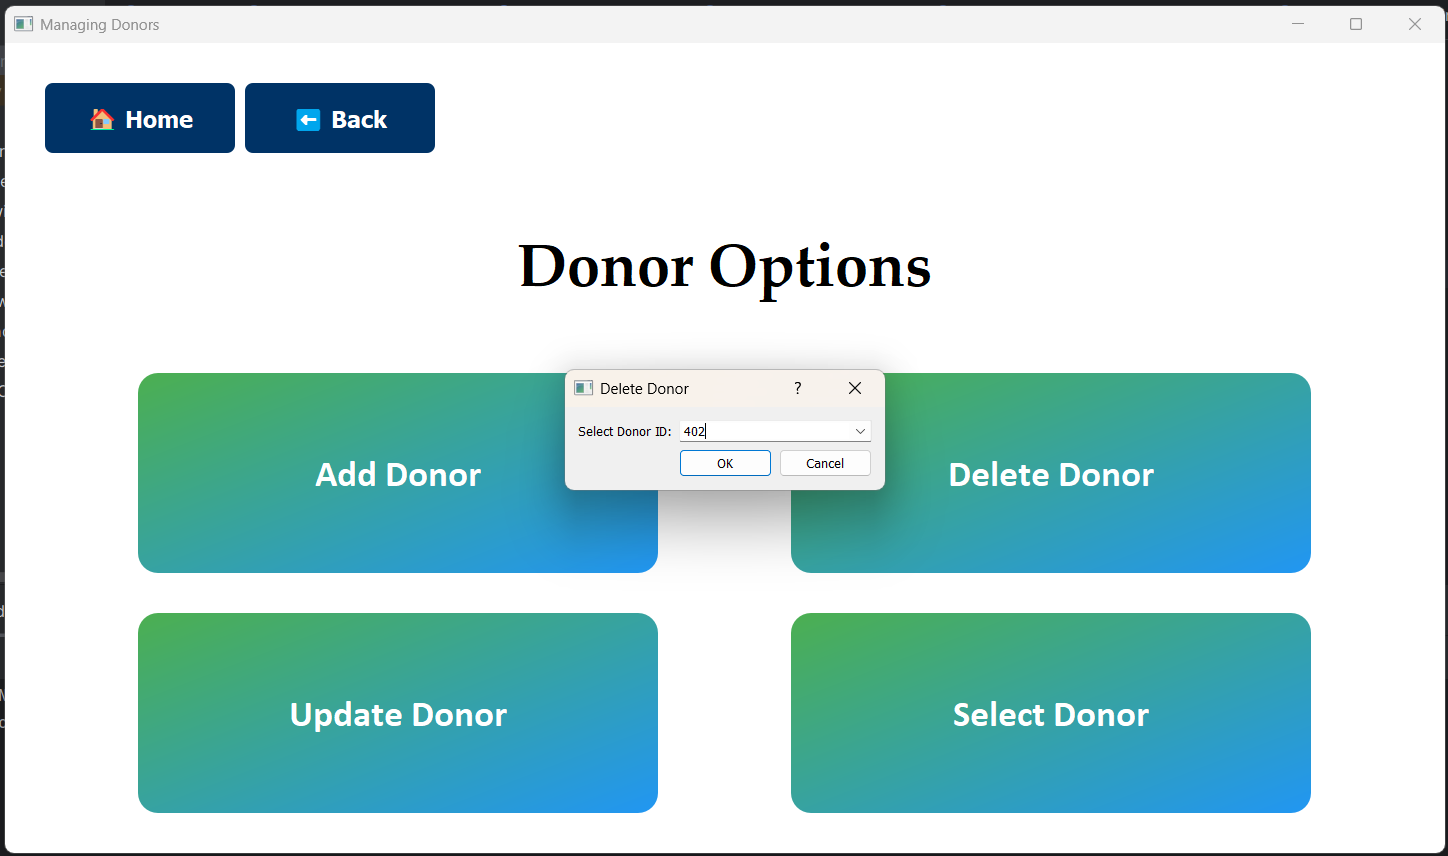 Managing Donors
Home
Back
Donor Options
Delete Donor ?
Select Donor ID: 402
OK Cancel
Add Donor
Delete Donor
Update Donor
Select Donor